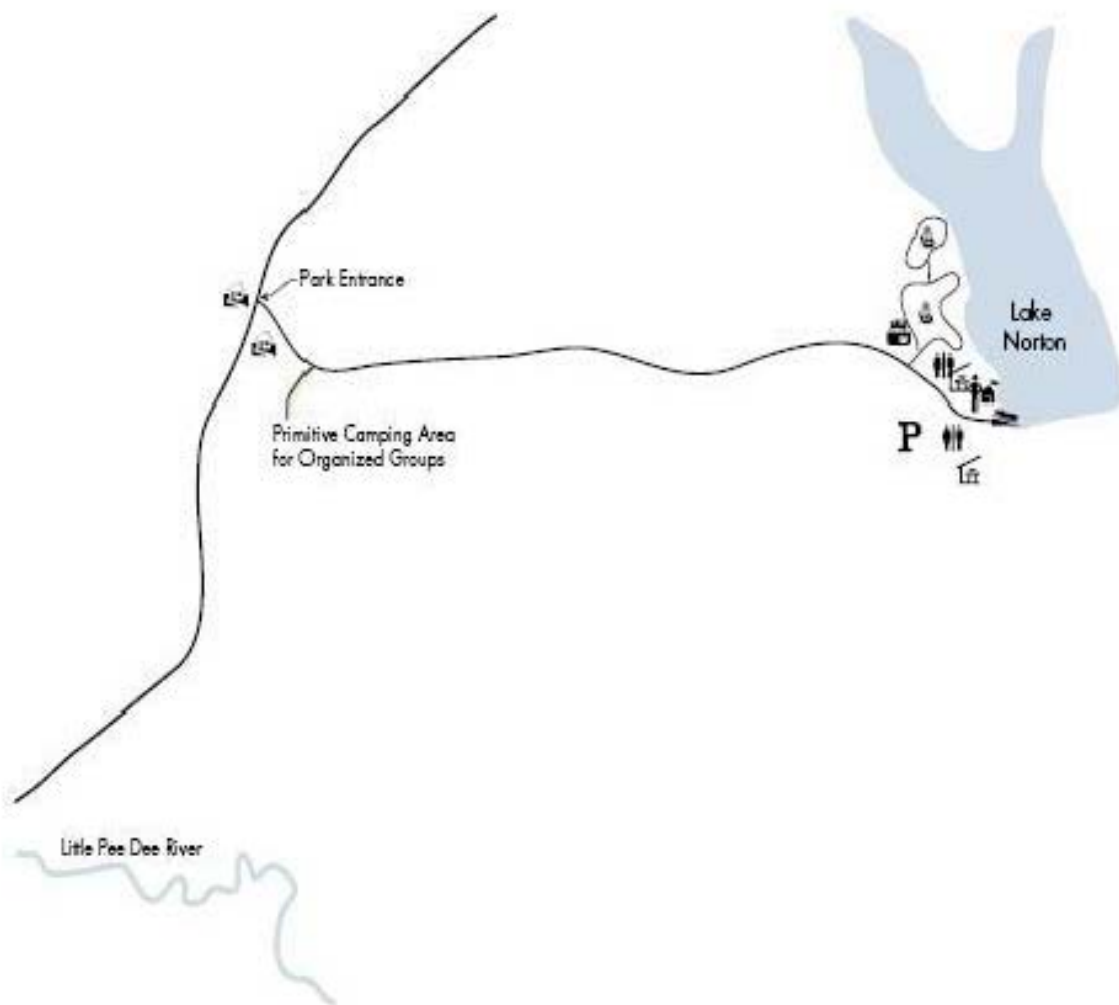 Park Entrance
Lake
Norton
Primitive Camping Area
for Organized Groups
P
Little Pee Dee River